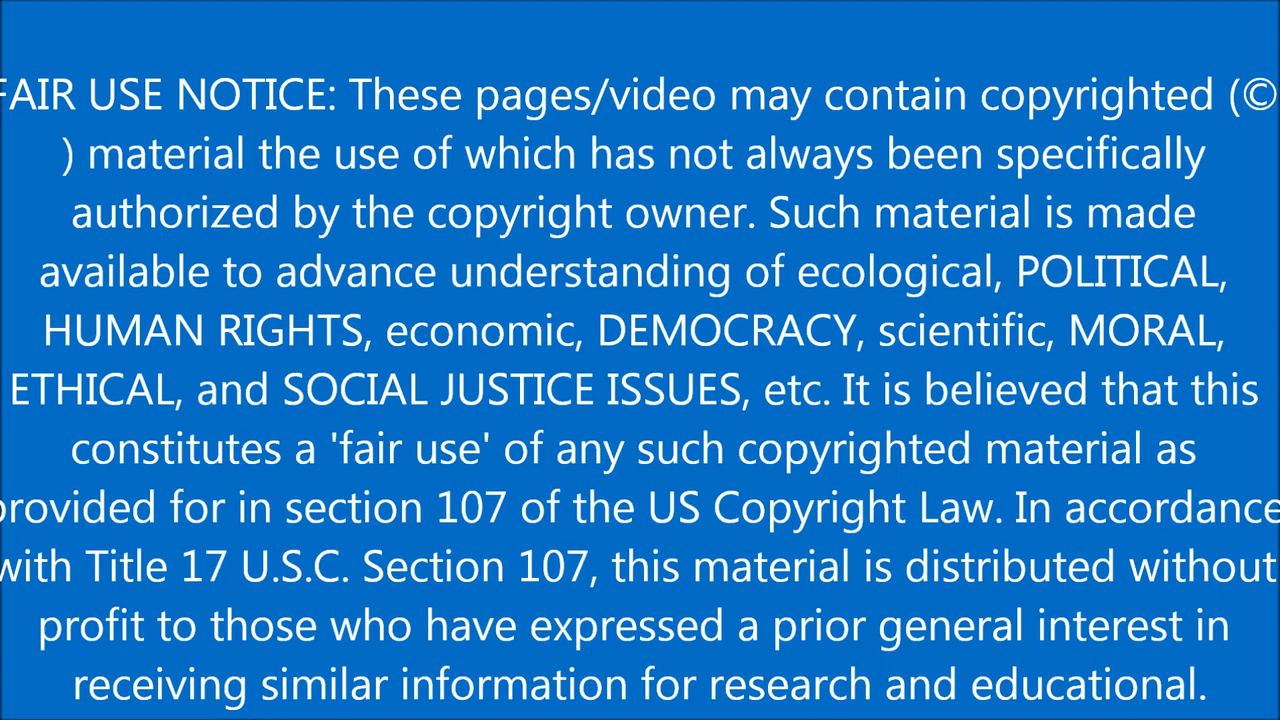 FAIR USE NOTICE: These pages/video may contain copyrighted (©
) material the use of which has not always been specifically
authorized by the copyright owner. Such material is made
available to advance understanding of ecological, POLITICAL,
HUMAN RIGHTS, economic, DEMOCRACY, scientific, MORAL,
ETHICAL, and SOCIAL JUSTICE ISSUES, etc. It is believed that this
constitutes a 'fair use' of any such copyrighted material as
provided for in section 107 of the US Copyright Law. In accordance
with Title 17 U.S.C. Section 107, this material is distributed without
profit to those who have expressed a prior general interest in
receiving similar information for research and educational.